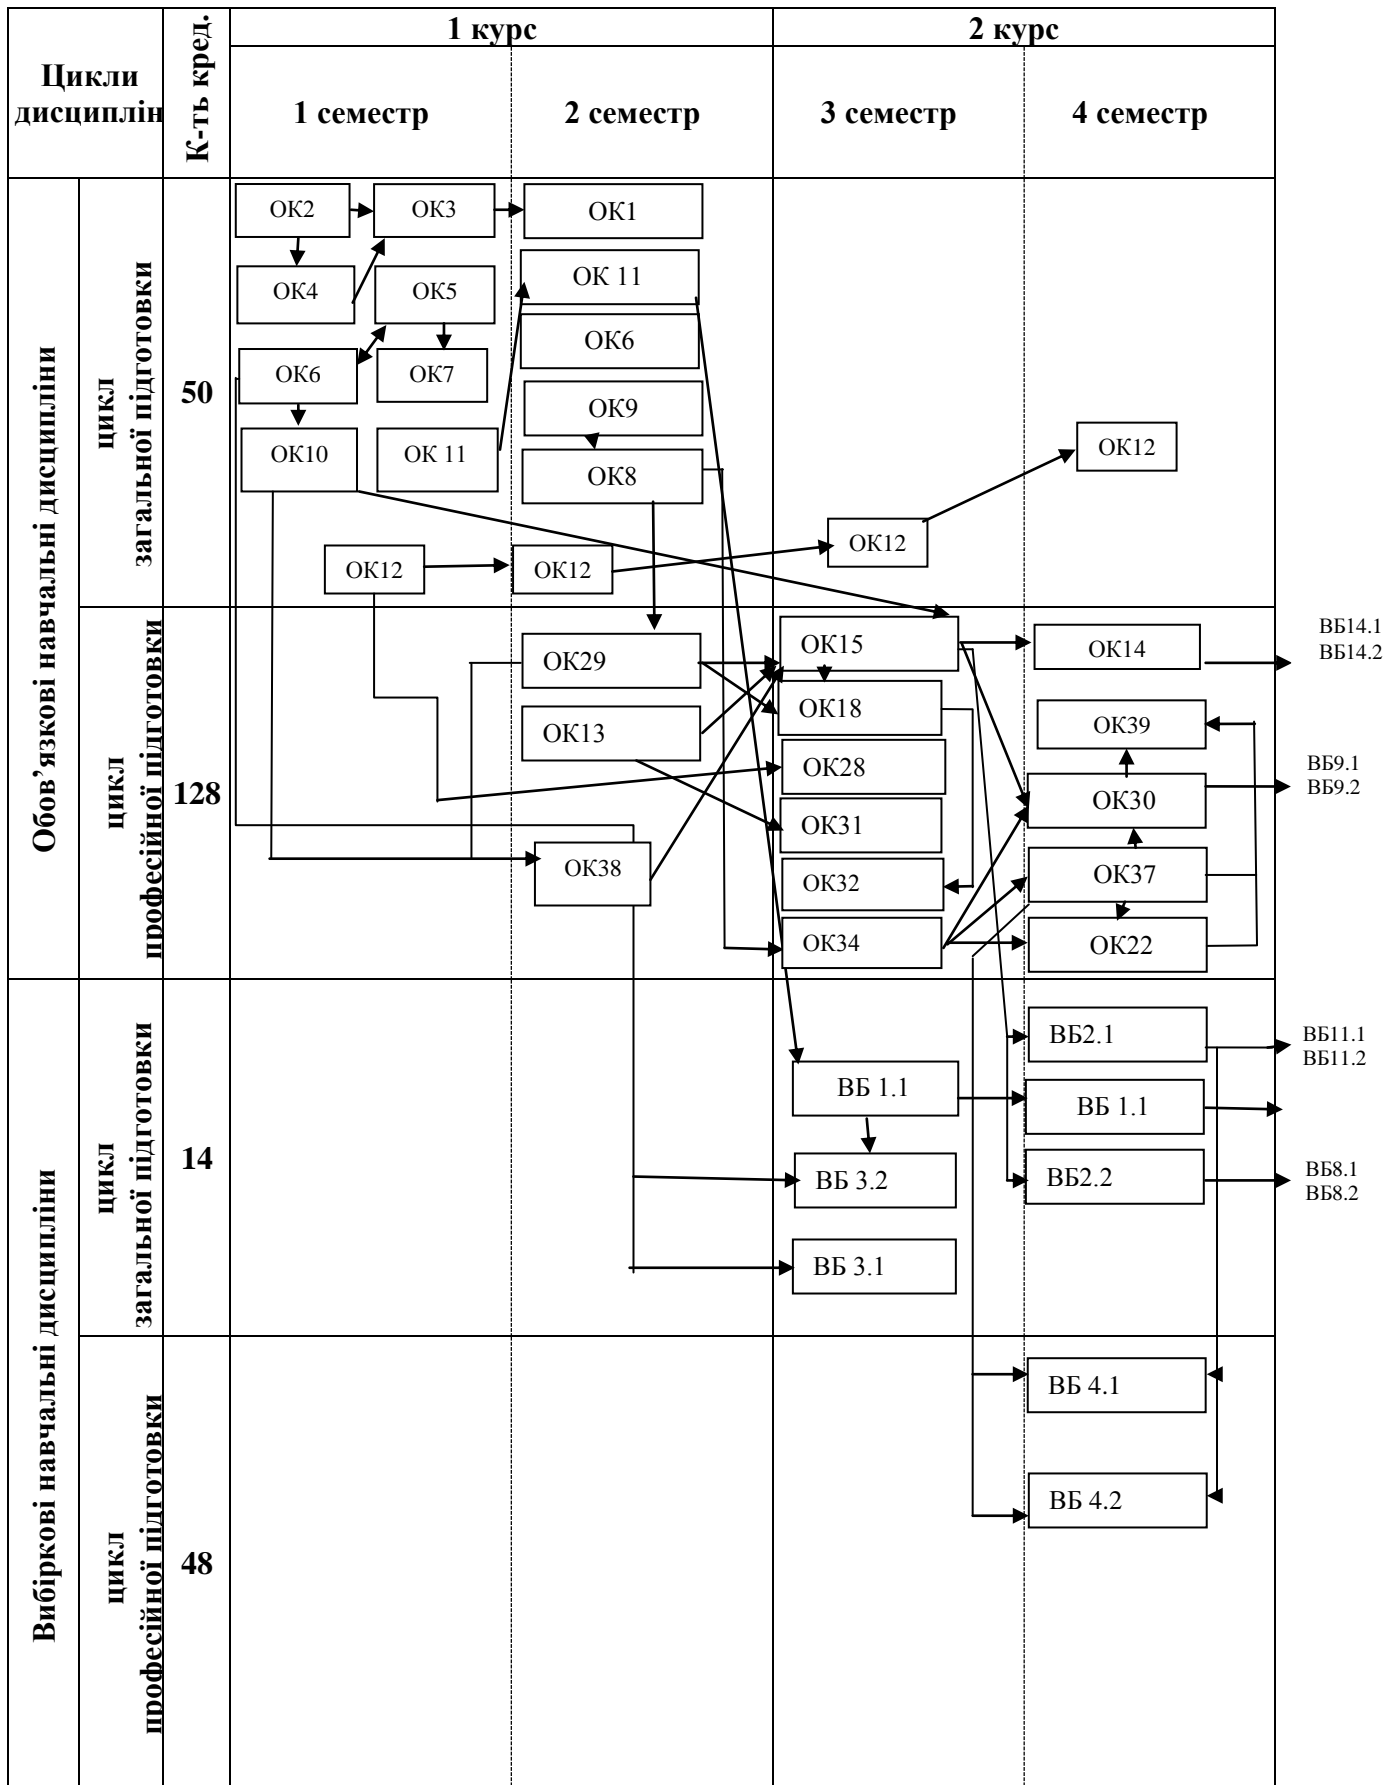 Цикли
дисциплін
К-ть кред.
1 курс
2 курс
1 семестр
2 семестр
3 семестр
4 семестр
Обов’язкові навчальні дисципліни
цикл
загальної підготовки
50
ОК2
ОК3
ОК1
ОК4
ОК5
ОК 11
ОК6
ОК6
ОК7
ОК9
ОК10
ОК 11
ОК8
ОК12
ОК12
ОК12
ОК12
цикл
професійної підготовки
128
ОК29
ОК15
ОК14
ВБ14.1
ВБ14.2
ОК13
ОК18
ОК39
ОК28
ОК30
ВБ9.1
ВБ9.2
ОК31
ОК38
ОК32
ОК37
ОК34
ОК22
Вибіркові навчальні дисципліни
цикл
загальної підготовки
14
ВБ2.1
ВБ11.1
ВБ11.2
ВБ 1.1
ВБ 1.1
ВБ 3.2
ВБ2.2
ВБ8.1
ВБ8.2
ВБ 3.1
цикл
професійної підготовки
48
ВБ 4.1
ВБ 4.2